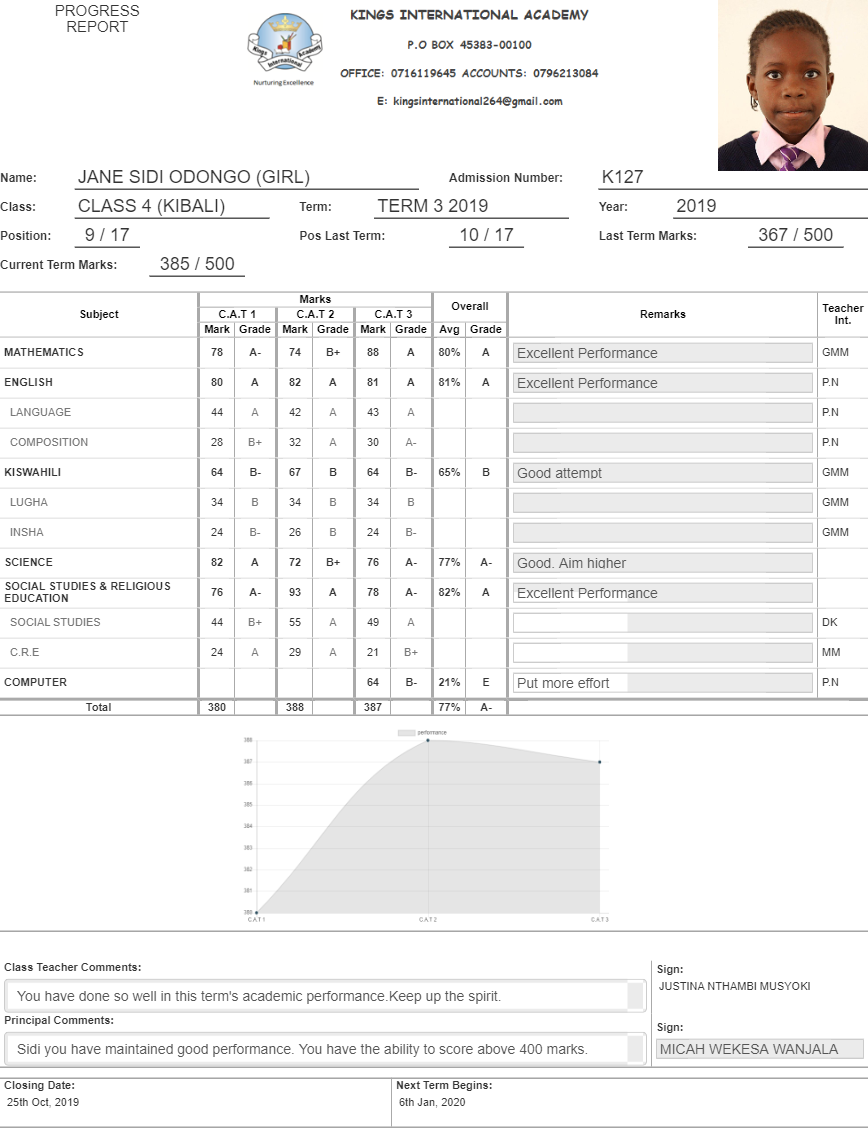 PROGRESS
REPORT
KINGS INTERNATIONAL ACADEMY
P.O BOX 45383-00100
OFFICE: 0716119645 ACCOUNTS: 0796213084
E: kingsinternational264@gmail.com
Kings Academy
International
Nurturing Excellence
Name: JANE SIDI ODONGO (GIRL) Admission Number: K127
Class: CLASS 4 (KIBALI) Term: TERM 3 2019 Year: 2019
Position: 9 / 17 Pos Last Term: 10 / 17 Last Term Marks: 367 / 500
Current Term Marks: 385 / 500
Subject Marks Overall Remarks Teacher Int.
C.A.T 1 C.A.T 2 C.A.T 3
Mark Grade Mark Grade Mark Grade Avg Grade
MATHEMATICS 78 A- 74 B+ 88 A 80% A Excellent Performance GMM
ENGLISH 80 A 82 A 81 A 81% A Excellent Performance P.N
LANGUAGE 44 A 42 A 43 A P.N
COMPOSITION 28 B+ 32 A 30 A- P.N
KISWAHILI 64 B- 67 B 64 B- 65% B Good attempt GMM
LUGHA 34 B 34 B 34 B GMM
INSHA 24 B- 26 B 24 B- GMM
SCIENCE 82 A 72 B+ 76 A- 77% A- Good. Aim higher
SOCIAL STUDIES & RELIGIOUS
EDUCATION 76 A- 93 A 78 A- 82% A Excellent Performance
SOCIAL STUDIES 44 B+ 55 A 49 A DK
C.R.E 24 A 29 A 21 B+ MM
COMPUTER 64 B- 21% E Put more effort P.N
Total 380 388 387 77% A-
performance
388
387
386
385
384
383
382
381
380
CAT1 CAT2 CAT3
Class Teacher Comments:
You have done so well in this term's academic performance.Keep up the spirit.
Sign:
JUSTINA NTHAMBI MUSYOKI
Principal Comments:
Sidi you have maintained good performance. You have the ability to score above 400 marks.
Sign:
MICAH WEKESA WANJALA
Closing Date: Next Term Begins:
25th Oct, 2019 6th Jan, 2020